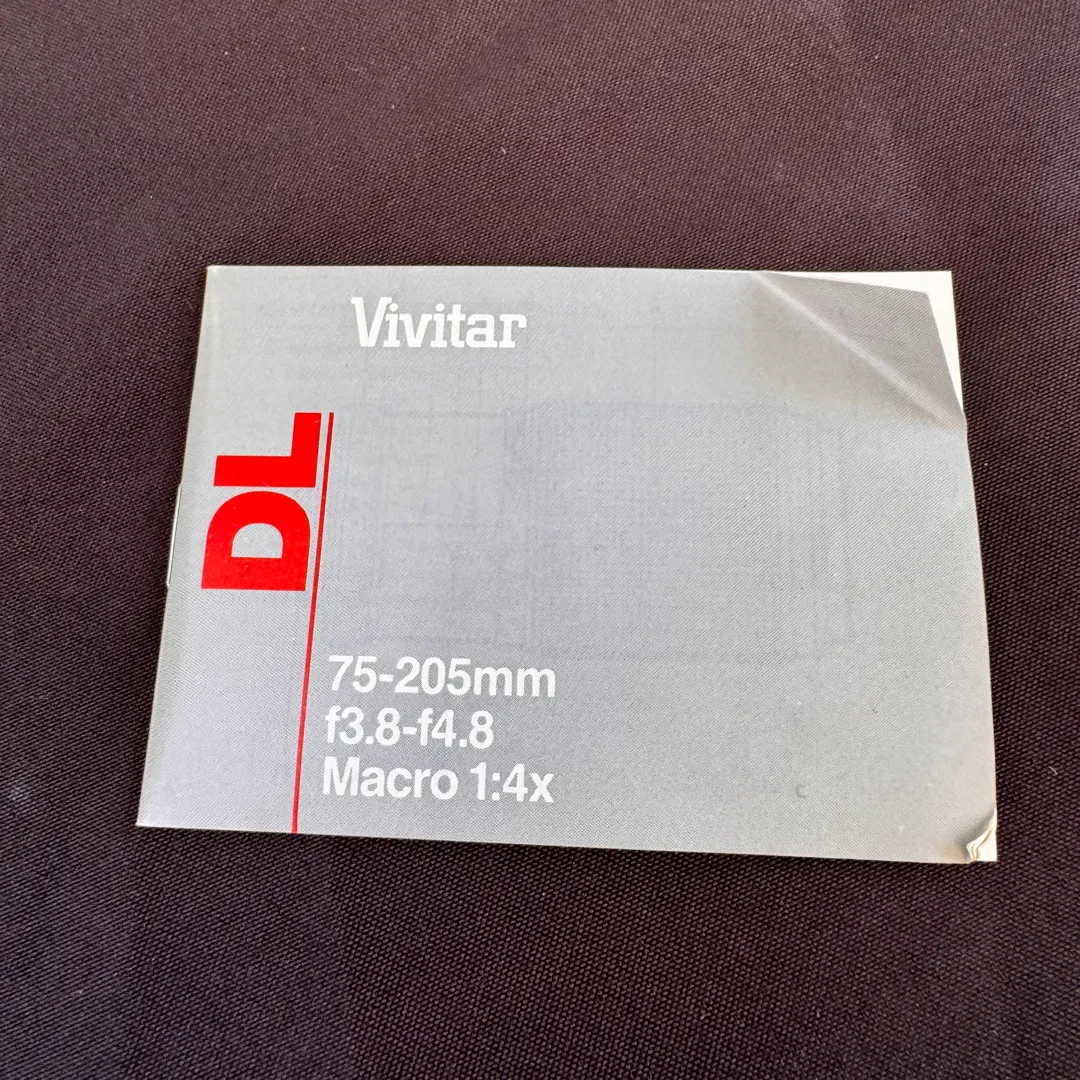 Vivitar
DL
75-205mm
f3.8-f4.8
Macro 1:4x